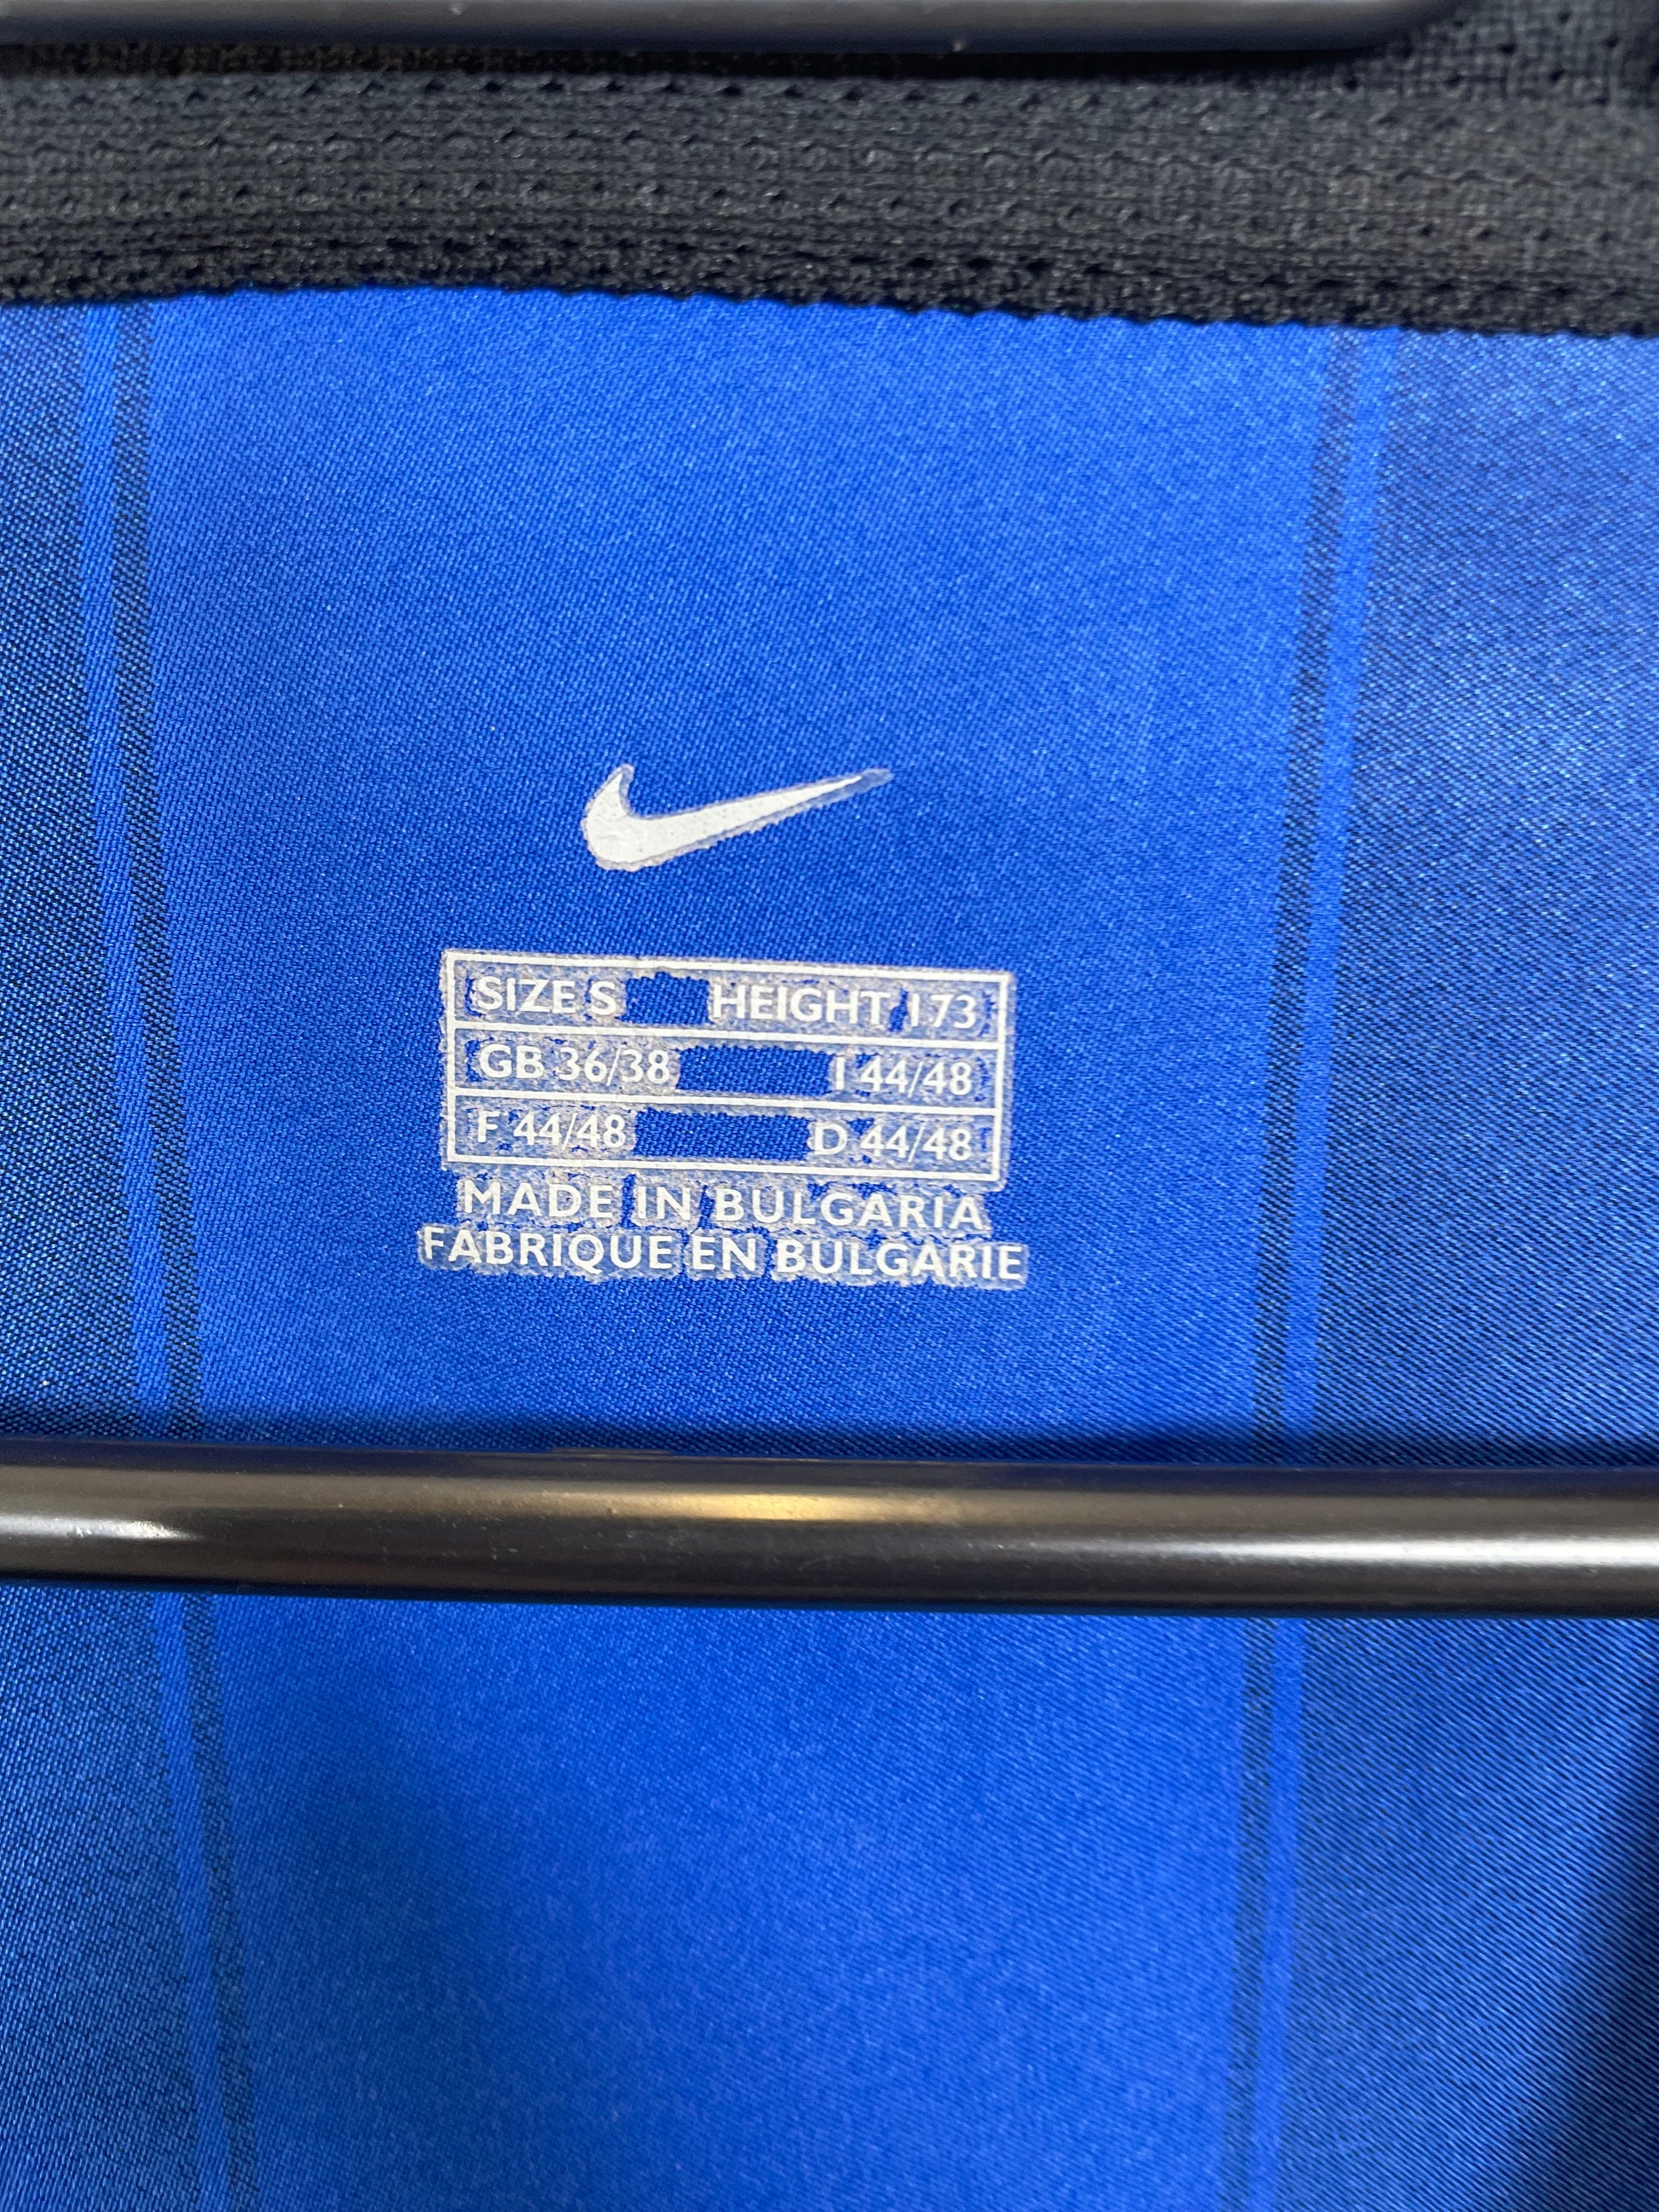 SIZE S HEIGHT 173
GB 36/38 I 44/48
F 44/48 D 44/48
MADE IN BULGARIA
FABRIQUE EN BULGARIE